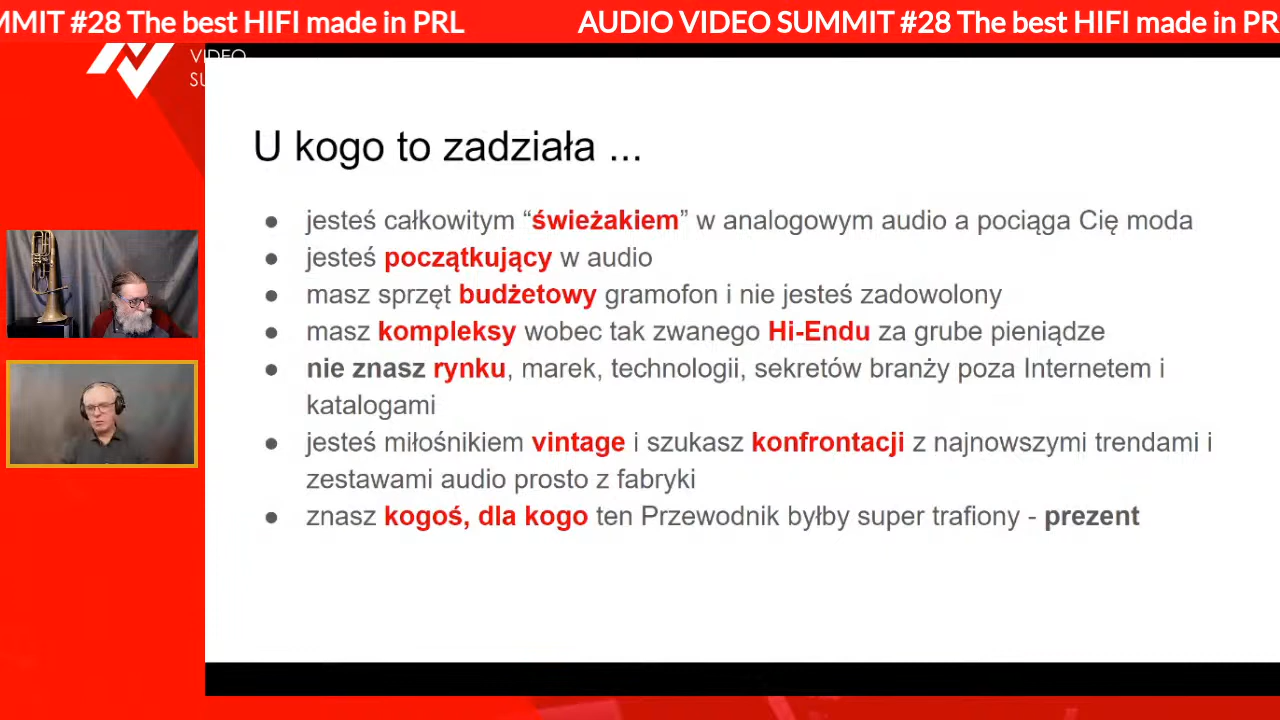 MMIT #28 The best HIFI made in PRL AUDIO VIDEO SUMMIT #28 The best HIFI made in PR
VIDEO
SU
U kogo to zadziała ...
● jesteś całkowitym “świeżakiem” w analogowym audio a pociąga Cię moda
● jesteś początkujący w audio
● masz sprzęt budżetowy gramofon i nie jesteś zadowolony
● masz kompleksy wobec tak zwanego Hi-Endu za grube pieniądze
● nie znasz rynku, marek, technologii, sekretów branży poza Internetem i
katalogami
● jesteś miłośnikiem vintage i szukasz konfrontacji z najnowszymi trendami i
zestawami audio prosto z fabryki
● znasz kogoś, dla kogo ten Przewodnik byłby super trafiony - prezent